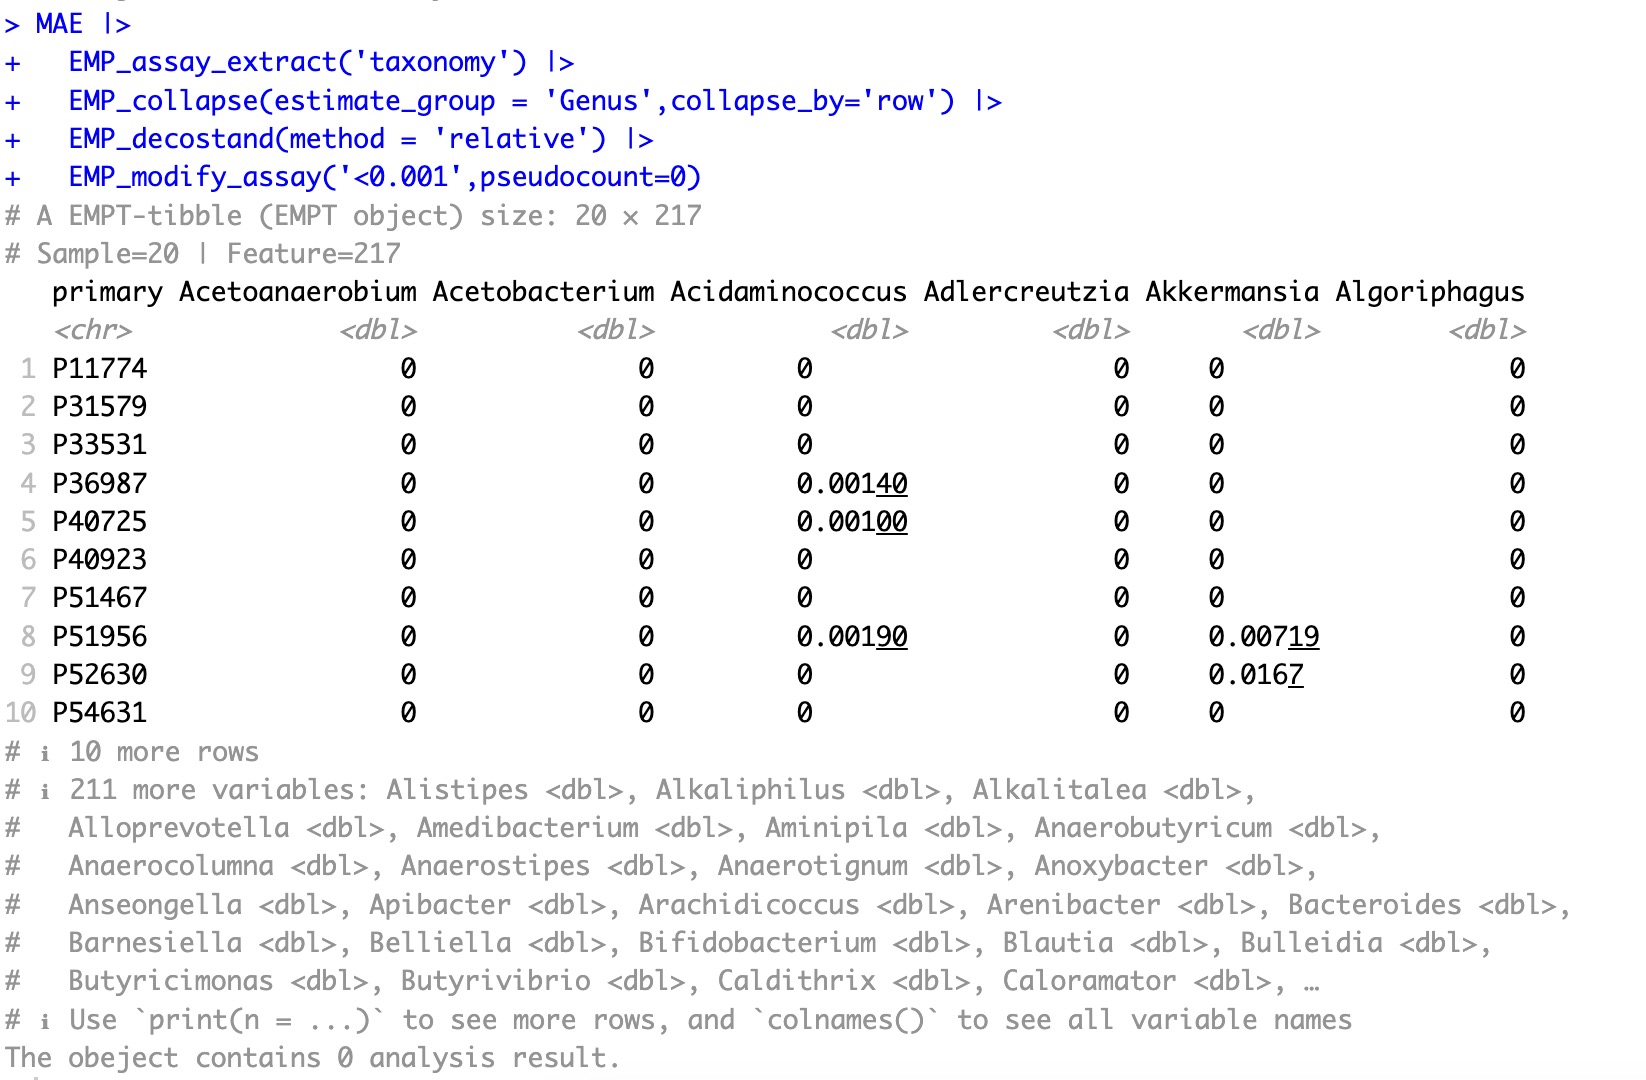 > MAE |>
+   EMP_assay_extract('taxonomy') |>
+   EMP_collapse(estimate_group = 'Genus',collapse_by='row') |>
+   EMP_decostand(method = 'relative') |>
+   EMP_modify_assay('<0.001',pseudocount=0)
# A EMPT-tibble (EMPT object) size: 20 × 217
# Sample=20 | Feature=217
   primary Acetoanaerobium Acetobacterium Acidaminococcus Adlercreutzia Akkermansia Algoriphagus
   <chr>             <dbl>          <dbl>           <dbl>         <dbl>       <dbl>        <dbl>
 1 P11774                0              0         0                   0     0                  0
 2 P31579                0              0         0                   0     0                  0
 3 P33531                0              0         0                   0     0                  0
 4 P36987                0              0         0.00140             0     0                  0
 5 P40725                0              0         0.00100             0     0                  0
 6 P40923                0              0         0                   0     0                  0
 7 P51467                0              0         0                   0     0                  0
 8 P51956                0              0         0.00190             0     0.00719            0
 9 P52630                0              0         0                   0     0.0167             0
10 P54631                0              0         0                   0     0                  0
# ℹ 10 more rows
# ℹ 211 more variables: Alistipes <dbl>, Alkaliphilus <dbl>, Alkalitalea <dbl>,
#   Alloprevotella <dbl>, Amedibacterium <dbl>, Aminipila <dbl>, Anaerobutyricum <dbl>,
#   Anaerocolumna <dbl>, Anaerostipes <dbl>, Anaerotignum <dbl>, Anoxybacter <dbl>,
#   Anseongella <dbl>, Apibacter <dbl>, Arachidicoccus <dbl>, Arenibacter <dbl>, Bacteroides <dbl>,
#   Barnesiella <dbl>, Belliella <dbl>, Bifidobacterium <dbl>, Blautia <dbl>, Bulleidia <dbl>,
#   Butyricimonas <dbl>, Butyrivibrio <dbl>, Caldithrix <dbl>, Caloramator <dbl>, …
# ℹ Use `print(n = ...)` to see more rows, and `colnames()` to see all variable names
The obeject contains 0 analysis result.